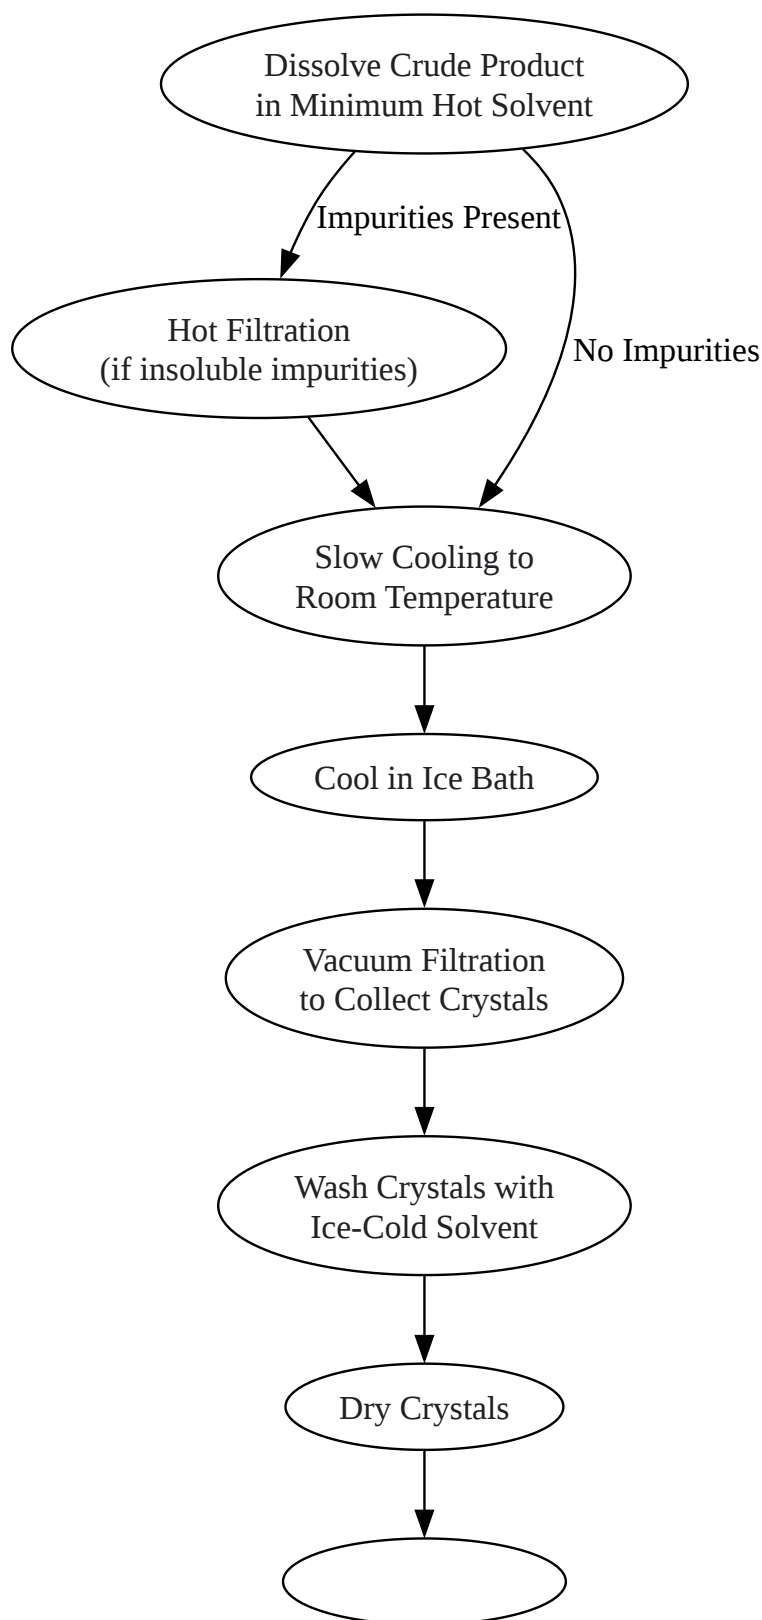 Dissolve Crude Product
in Minimum Hot Solvent
Impurities Present
Hot Filtration
(if insoluble impurities)
No Impurities
Slow Cooling to
Room Temperature
Cool in Ice Bath
Vacuum Filtration
to Collect Crystals
Wash Crystals with
Ice-Cold Solvent
Dry Crystals